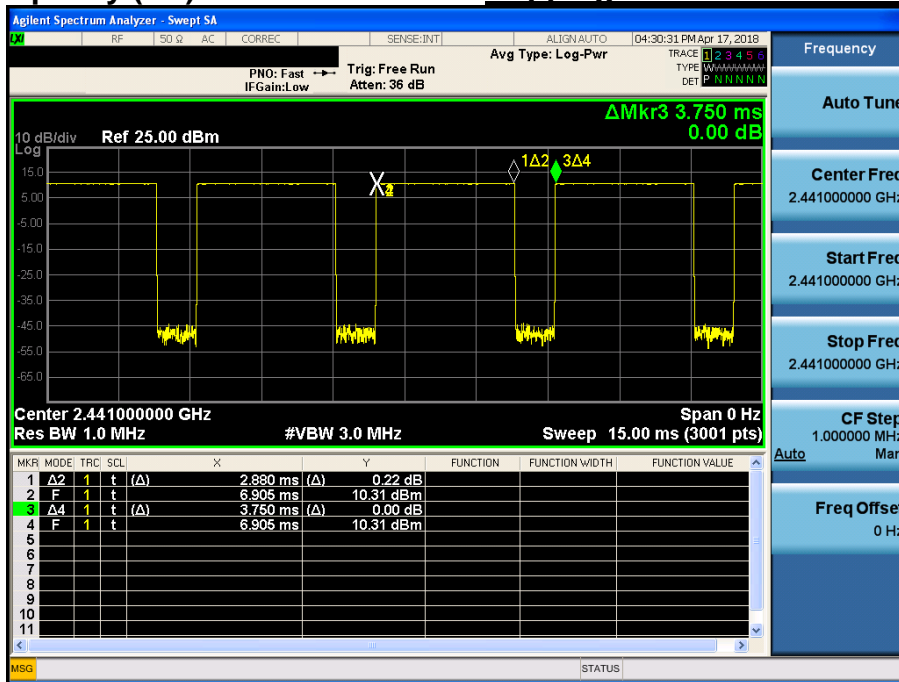 Agilent Spectrum Analyzer - Swept SA
LXI RF 50 Ω AC CORREC SENSE:INT ALIGNAUTO 04:30:31 PM Apr 17, 2018
Avg Type: Log-Pwr TRACE 1 2 3 4 5 6
PNO: Fast Trig: Free Run TYPE
IFGain:Low Atten: 36 dB DET P N N N N N
ΔMkr3 3.750 ms
0.00 dB
10 dB/div Ref 25.00 dBm
Log
15.0
5.00
-5.00
-15.0
-25.0
-35.0
-45.0
-55.0
-65.0
X2
1Δ2 3Δ4
Center 2.441000000 GHz Span 0 Hz
Res BW 1.0 MHz #VBW 3.0 MHz Sweep 15.00 ms (3001 pts)
MKR MODE TRC SCL X Y FUNCTION FUNCTION WIDTH FUNCTION VALUE
1 Δ2 1 t (Δ) 2.880 ms (Δ) 0.22 dB
2 F 1 t 6.905 ms 10.31 dBm
3 Δ4 1 t (Δ) 3.750 ms (Δ) 0.00 dB
4 F 1 t 6.905 ms 10.31 dBm
5
6
7
8
9
10
11
MSG STATUS
Frequency
Auto Tune
Center Freq
2.441000000 GHz
Start Freq
2.441000000 GHz
Stop Freq
2.441000000 GHz
CF Step
1.000000 MHz
Auto Man
Freq Offset
0 Hz